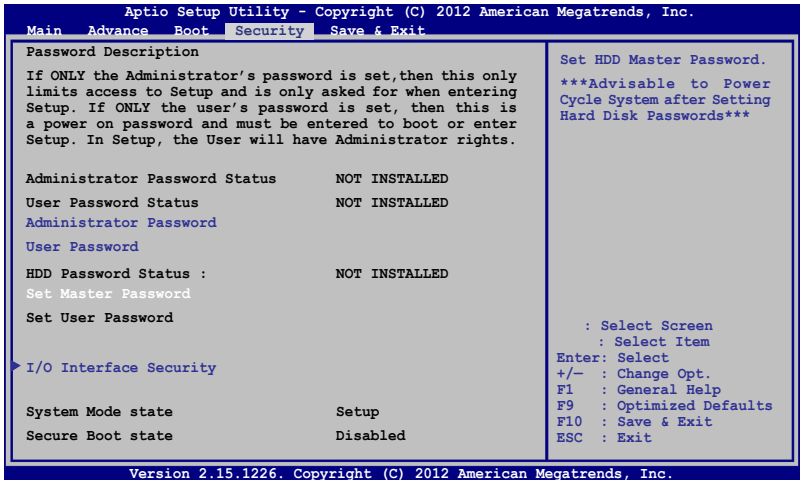 Aptio Setup Utility - Copyright (C) 2012 American Megatrends, Inc.
Main Advance Boot Security Save & Exit
Password Description
If ONLY the Administrator's password is set,then this only
limits access to Setup and is only asked for when entering
Setup. If ONLY the user's password is set, then this is
a power on password and must be entered to boot or enter
Setup. In Setup, the User will have Administrator rights.
Administrator Password Status NOT INSTALLED
User Password Status NOT INSTALLED
Administrator Password
User Password
HDD Password Status : NOT INSTALLED
Set Master Password
Set User Password
I/O Interface Security
System Mode state Setup
Secure Boot state Disabled
Set HDD Master Password.
***Advisable to Power
Cycle System after Setting
Hard Disk Passwords***
: Select Screen
: Select Item
Enter: Select
+/— : Change Opt.
F1 : General Help
F9 : Optimized Defaults
F10 : Save & Exit
ESC : Exit
Version 2.15.1226. Copyright (C) 2012 American Megatrends, Inc.